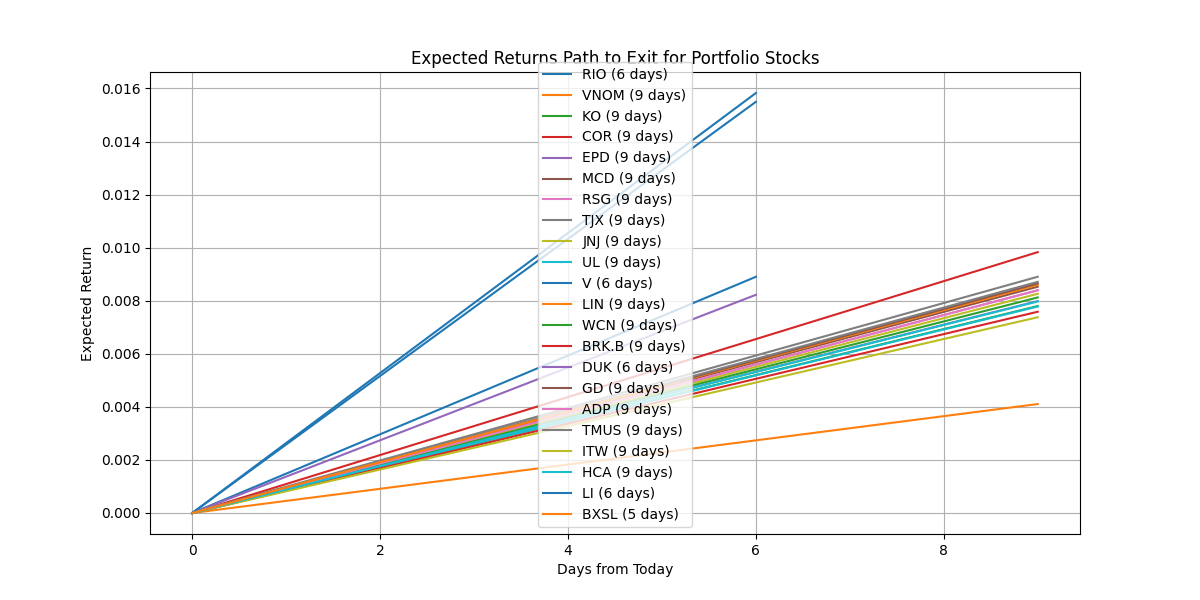 Expected Returns Path to Exit for Portfolio Stocks
RIO (6 days)
VNOM (9 days)
KO (9 days)
COR (9 days)
EPD (9 days)
MCD (9 days)
RSG (9 days)
TJX (9 days)
JNJ (9 days)
UL (9 days)
V (6 days)
LIN (9 days)
WCN (9 days)
BRK.B (9 days)
DUK (6 days)
GD (9 days)
ADP (9 days)
TMUS (9 days)
ITW (9 days)
HCA (9 days)
LI (6 days)
BXSL (5 days)
Expected Return
0.016
0.014
0.012
0.010
0.008
0.006
0.004
0.002
0.000
0 2 4 6 8
Days from Today